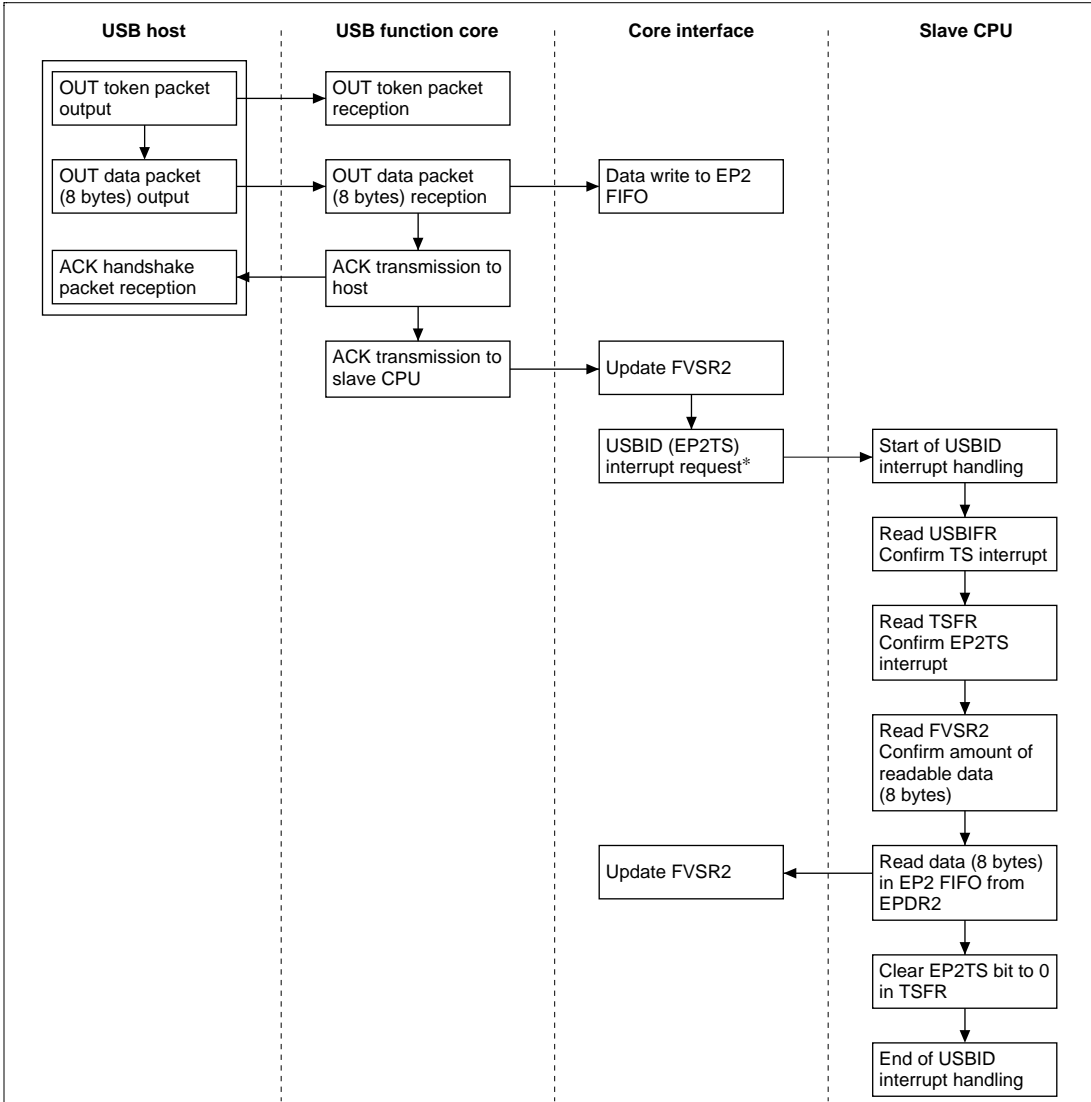 USB host
USB function core
Core interface
Slave CPU
OUT token packet
output
OUT token packet
reception
OUT data packet
(8 bytes) output
OUT data packet
(8 bytes) reception
Data write to EP2
FIFO
ACK handshake
packet reception
ACK transmission to
host
ACK transmission to
slave CPU
Update FVSR2
USBID (EP2TS)
interrupt request*
Start of USBID
interrupt handling
Read USBIFR
Confirm TS interrupt
Read TSFR
Confirm EP2TS
interrupt
Read FVSR2
Confirm amount of
readable data
(8 bytes)
Update FVSR2
Read data (8 bytes)
in EP2 FIFO from
EPDR2
Clear EP2TS bit to 0
in TSFR
End of USBID
interrupt handling